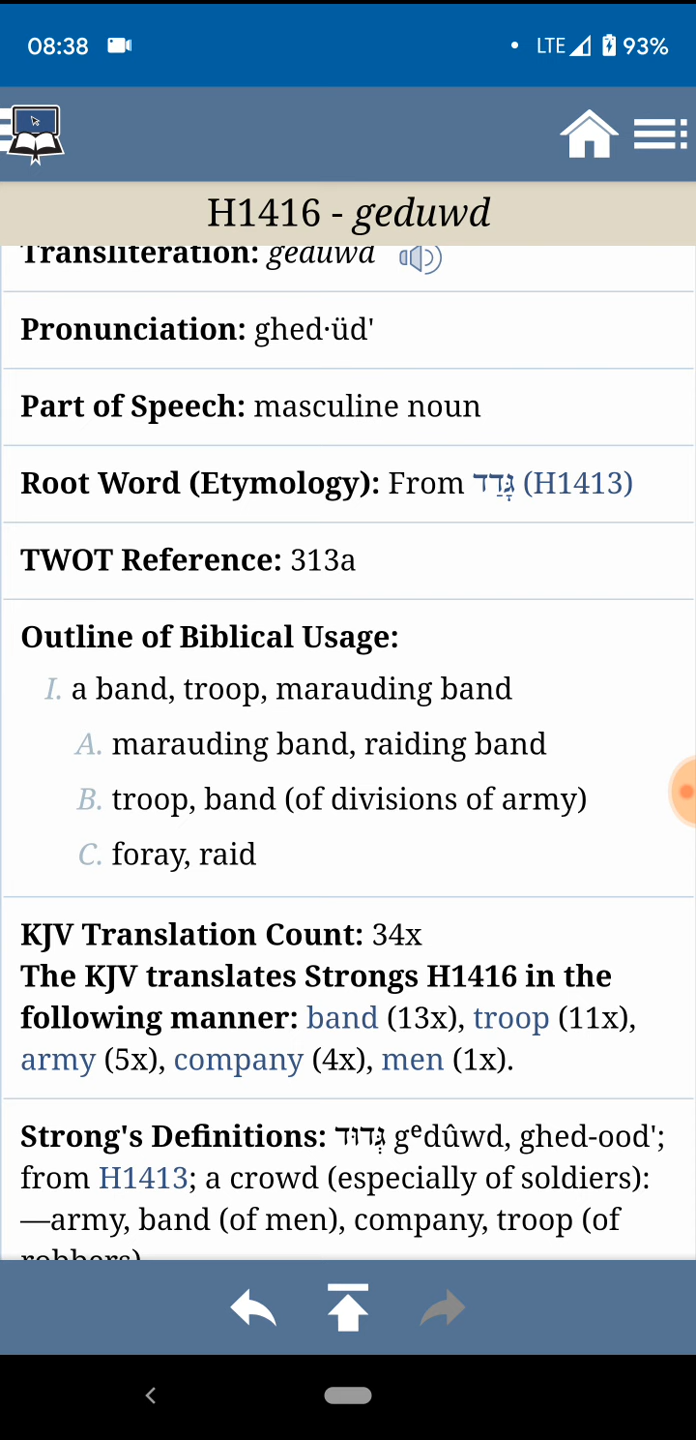 08:38 LTE 93%
H1416 - geduwd
Transliteration: geduwd
Pronunciation: ghed·üd'
Part of Speech: masculine noun
Root Word (Etymology): From גָּדַד (H1413)
TWOT Reference: 313a
Outline of Biblical Usage:
I. a band, troop, marauding band
A. marauding band, raiding band
B. troop, band (of divisions of army)
C. foray, raid
KJV Translation Count: 34x
The KJV translates Strongs H1416 in the
following manner: band (13x), troop (11x),
army (5x), company (4x), men (1x).
Strong's Definitions: גְּדוּד gᵉdûwd, ghed-ood';
from H1413; a crowd (especially of soliders):
—army, band (of men), company, troop (of
robbers)